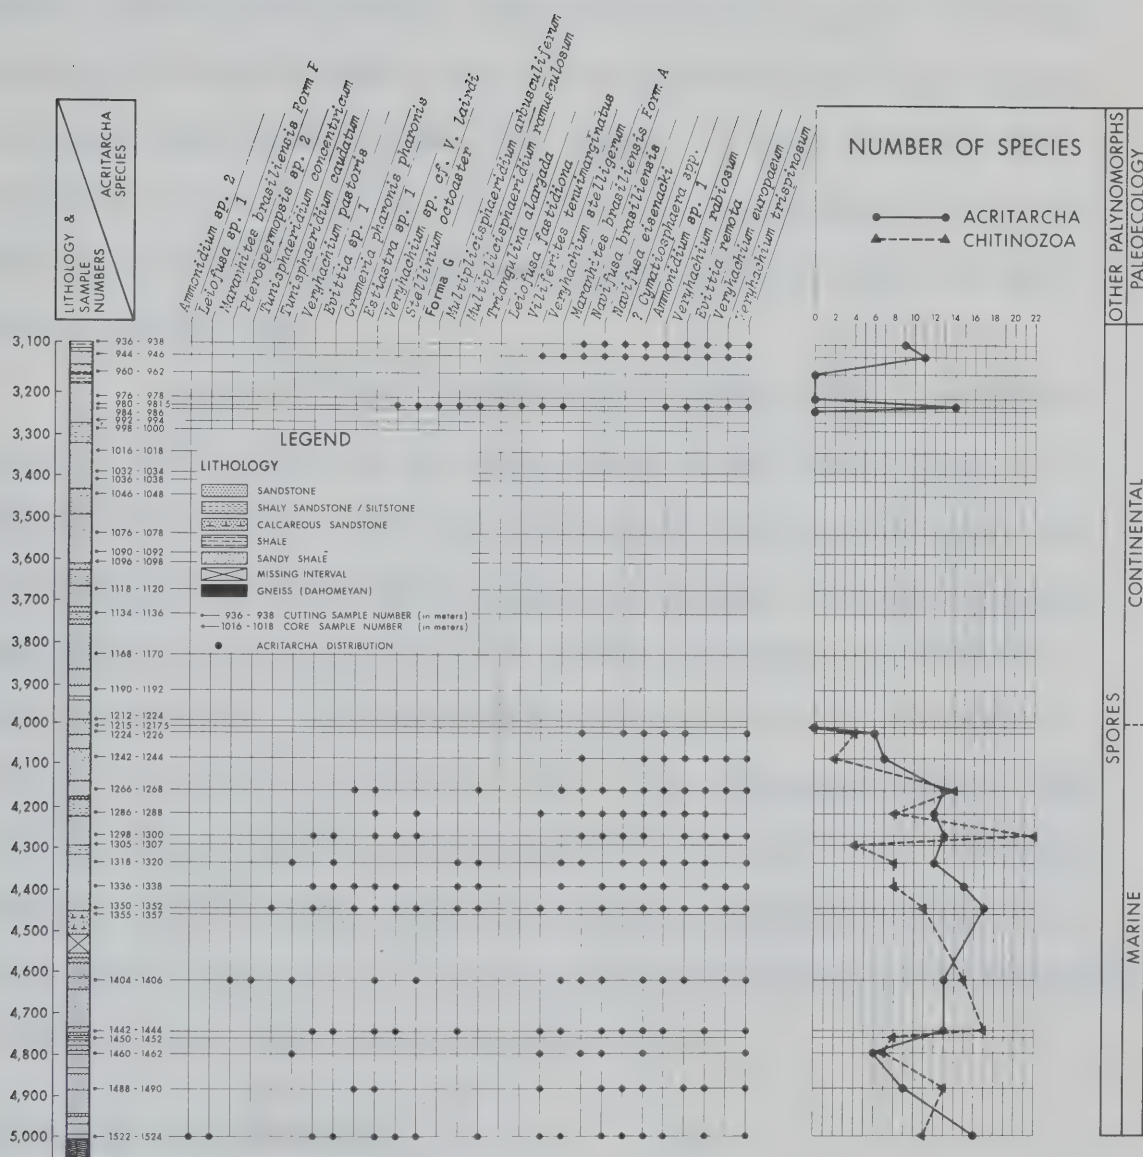 LITHOLOGY &
SAMPLE
NUMBERS
ACRITARCHA
SPECIES
Ammonidium sp. 2
Leiofusa sp. 1
Maranhites brasiliensis Form F
Pterospermopsis sp. 2
Tunisphaeridium concentricum
Tunisphaeridium caudatum
Veryhachium pastoris
Evittia sp. 1
Crameria pharonis pharonis
Estiastra sp. 1
Veryhachium sp. cf. V. lairdi
Stellinium octoaster
Forma G
Multiplicisphaeridium arbusculiferum
Multiplicisphaeridium ramusculosum
Triangulina alargada
Leiofusa fastidiona
Viliferites tenuimarginatus
Veryhachium stelligerum
Maranhites brasiliensis Form A
Navifusa brasiliensis
Navifusa eisenacki
? Cymatiosphaera spp.
Ammonidium sp. 1
Veryhachium rabiosum
Evittia remota
Veryhachium europaeum
Veryhachium trispinosum
NUMBER OF SPECIES
ACRITARCHA
CHITINOZOA
0 2 4 6 8 10 12 14 16 18 20 22
OTHER PALYNOMORPHS
PALEOECOLOGY
SPORES
CONTINENTAL
MARINE
3,100
3,200
3,300
3,400
3,500
3,600
3,700
3,800
3,900
4,000
4,100
4,200
4,300
4,400
4,500
4,600
4,700
4,800
4,900
5,000
936 - 938
944 - 946
960 - 962
976 - 978
980 - 981.5
984 - 986
992 - 994
998 - 1000
1016 - 1018
1032 - 1034
1036 - 1038
1046 - 1048
1076 - 1078
1090 - 1092
1096 - 1098
1118 - 1120
1134 - 1136
1168 - 1170
1190 - 1192
1212 - 1224
1215 - 1217.5
1224 - 1226
1242 - 1244
1266 - 1268
1286 - 1288
1298 - 1300
1305 - 1307
1318 - 1320
1336 - 1338
1350 - 1352
1355 - 1357
1404 - 1406
1442 - 1444
1450 - 1452
1460 - 1462
1488 - 1490
1522 - 1524
LEGEND
LITHOLOGY
SANDSTONE
SHALY SANDSTONE / SILTSTONE
CALCAREOUS SANDSTONE
SHALE
SANDY SHALE
MISSING INTERVAL
GNEISS (DAHOMEYAN)
936 - 938 CUTTING SAMPLE NUMBER (in meters)
1016 - 1018 CORE SAMPLE NUMBER (in meters)
ACRITARCHA DISTRIBUTION